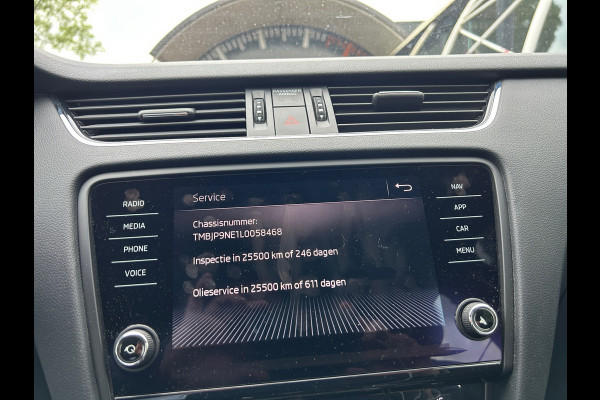 Service
Chassisnummer:
TMBJP9NE1L0058468
Inspectie in 25500 km of 246 dagen
Olieservice in 25500 km of 611 dagen
RADIO
MEDIA
PHONE
VOICE
NAV
APP
CAR
MENU